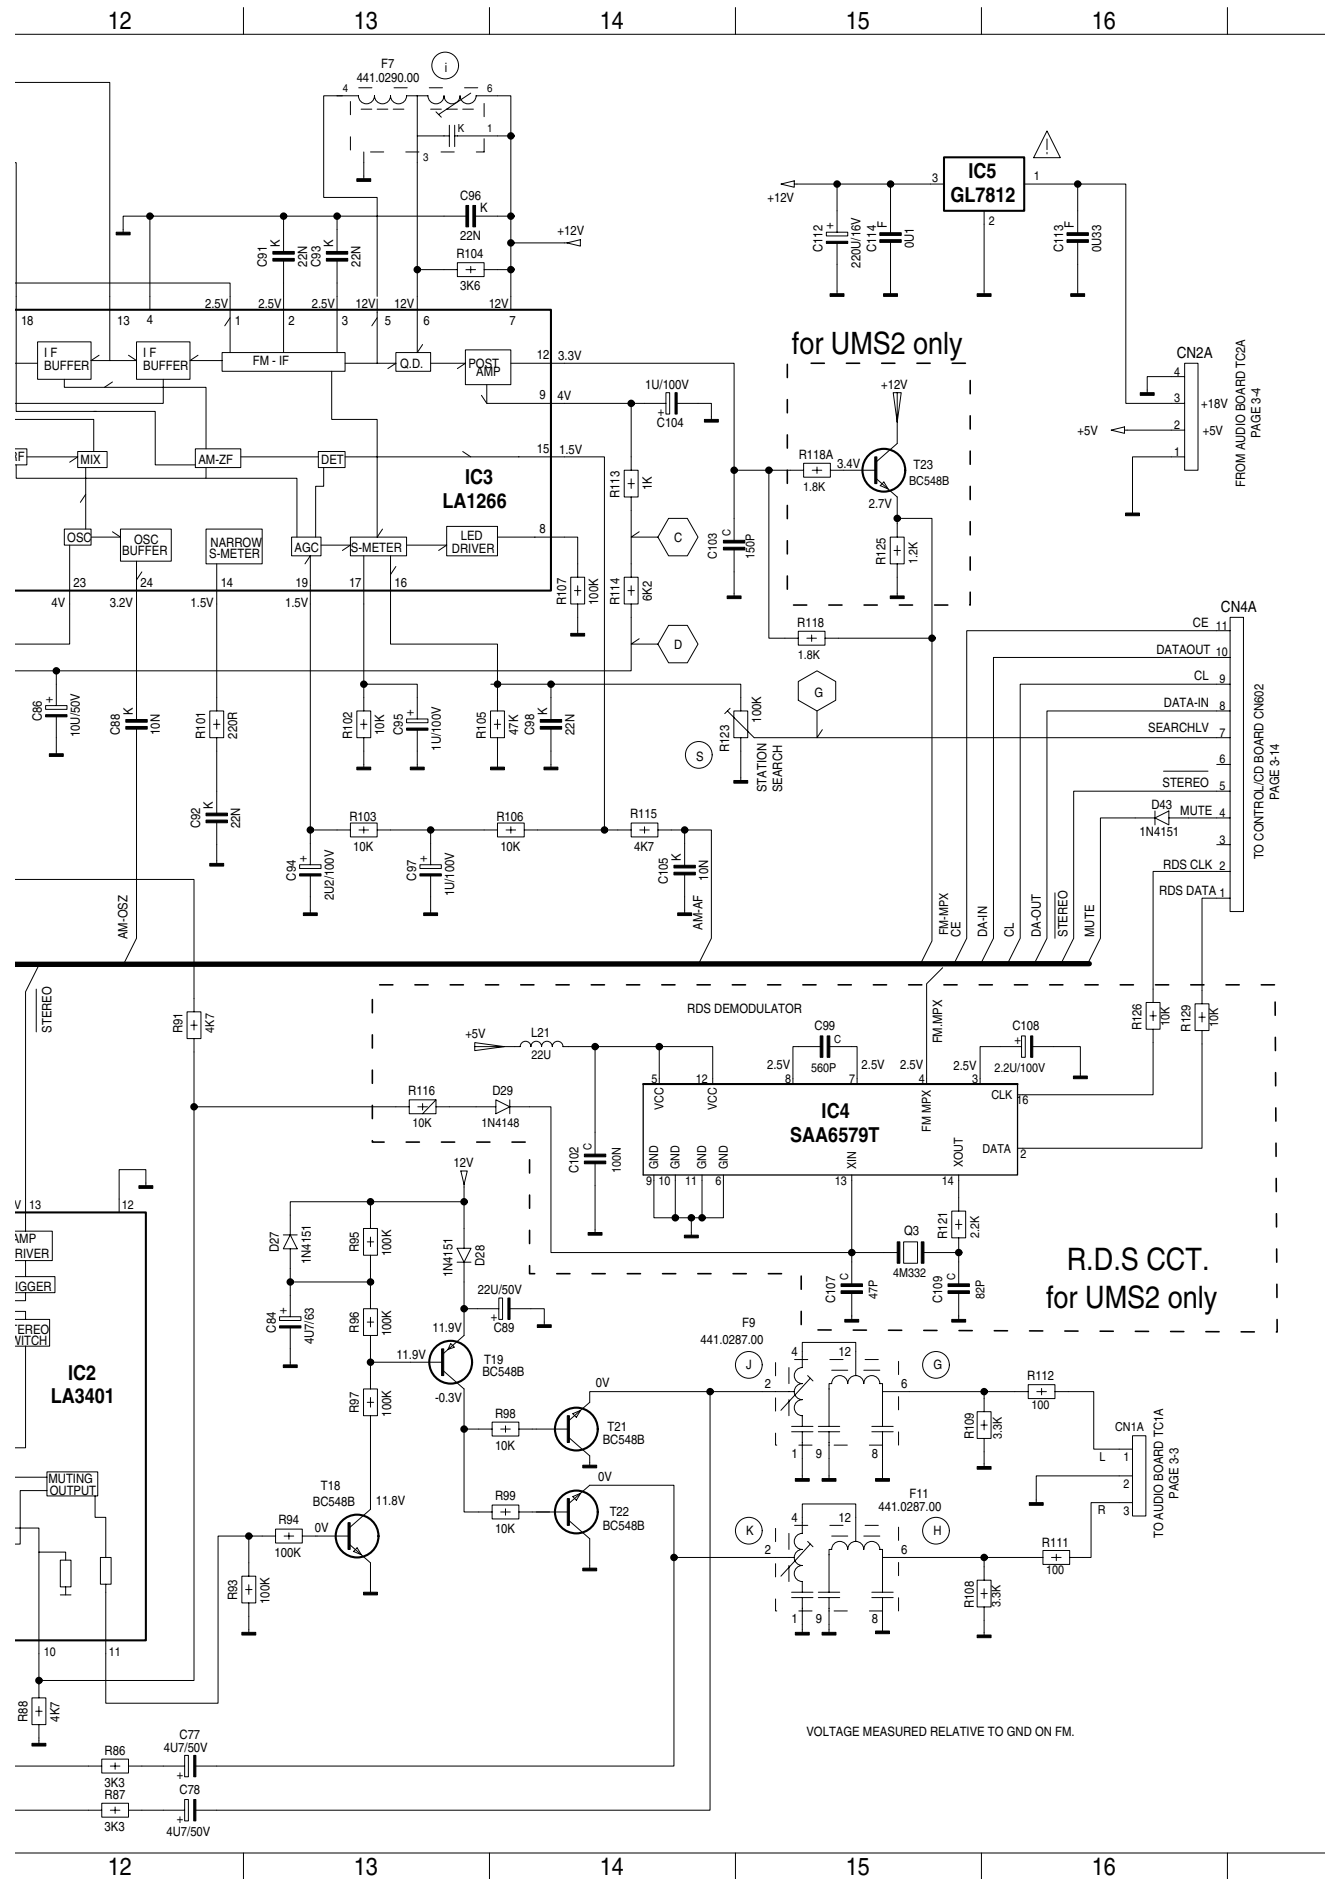 12 13 14 15 16
F7
441.0290.00
i
4 6
K 1
3
C96
K
22N
+12V
R104
3K6
C91 K 22N
C93 K 22N
2.5V 2.5V 2.5V 12V 12V 12V
18 13 4 1 2 3 5 6 7
IF BUFFER
IF BUFFER
FM - IF
Q.D.
POST AMP
12 3.3V
9 4V
15 1.5V
8
MIX
AM-ZF
DET
IC3
LA1266
OSC
OSC BUFFER
NARROW S-METER
AGC
S-METER
LED DRIVER
23 24 14 19 17 16
4V 3.2V 1.5V 1.5V
1U/100V
+
C104
R113 1K
C
R107 100K
R114 6K2
D
C103 C 150P
+12V
3
IC5
GL7812
1
2
C112 + 220U/16V
C114 F 0U1
C113 F 0U33
for UMS2 only
+12V
R118A
1.8K
3.4V
T23
BC548B
2.7V
R125 1.2K
R118
1.8K
CN2A
4
3 +18V
2 +5V
+5V
1
FROM AUDIO BOARD TC2A
PAGE 3-4
CN4A
CE 11
DATAOUT 10
CL 9
DATA-IN 8
SEARCHLV 7
6
STEREO 5
MUTE 4
3
RDS CLK 2
RDS DATA 1
D43
1N4151
TO CONTROL/CD BOARD CN602
PAGE 3-14
C86 + 10U/50V
C88 K 10N
R101 220R
R102 10K
C95 + 1U/100V
R105 47K
C98 K 22N
R123 100K
S
STATION SEARCH
G
C92 K 22N
R103
10K
R106
10K
R115
4K7
C94 + 2U2/100V
C97 + 1U/100V
C105 K 10N
AM-OSZ
AM-AF
FM-MPX
CE
DA-IN
CL
DA-OUT
STEREO
MUTE
STEREO
R91 4K7
RDS DEMODULATOR
+5V
L21
22U
C99
C
560P
2.5V 2.5V 2.5V 2.5V
FM.MPX
C108
+
2.2U/100V
R126 10K
R129 10K
5 12 8 7 4 3
VCC VCC FM MPX
CLK 16
IC4
SAA6579T
DATA 2
GND GND GND GND
XIN XOUT
9 10 11 6 13 14
R116
10K
D29
1N4148
C102 C 100N
R121 2.2K
Q3
4M332
C107 C 47P
C109 C 82P
R.D.S CCT.
for UMS2 only
V 13 12
AMP
RIVER
IGGER
WITCH
IC2
LA3401
MUTING OUTPUT
10 11
12V
D27 1N4151
R95 100K
1N4151 D28
C84 + 4U7/63
R96 100K
22U/50V
+
C89
11.9V
11.9V
T19
BC548B
-0.3V
R97 100K
R98
10K
0V
T21
BC548B
R99
10K
0V
T22
BC548B
T18
BC548B
11.8V
R94
100K
0V
R93 100K
F9
441.0287.00
J
4 12
2 6
G
1 9 8
R109 3.3K
R112
100
F11
441.0287.00
K
4 12
2 6
H
1 9 8
R108 3.3K
R111
100
CN1A
L 1
2
R 3
TO AUDIO BOARD TC1A
PAGE 3-3
R88 4K7
R86
3K3
R87
3K3
C77
4U7/50V
+
C78
+
4U7/50V
VOLTAGE MEASURED RELATIVE TO GND ON FM.
12 13 14 15 16